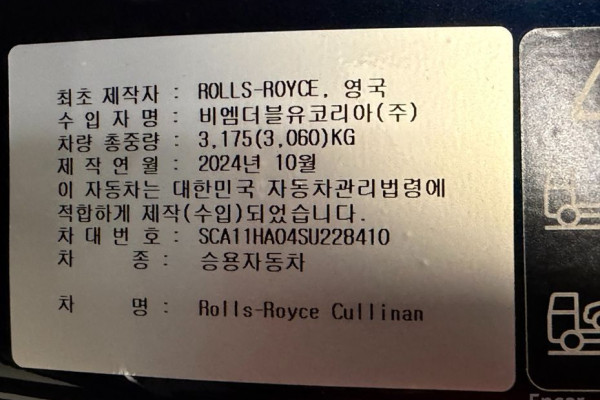 최초 제작자 : ROLLS-ROYCE, 영국
수 입 자 명 : 비엠더블유코리아(주)
차량 총중량 : 3,175(3,060)KG
제 작 연 월 : 2024년 10월
이 자동차는 대한민국 자동차관리법령에
적합하게 제작(수입)되었습니다.
차 대 번 호 : SCA11HA04SU228410
차 종 : 승용자동차
차 명 : Rolls-Royce Cullinan
Encar